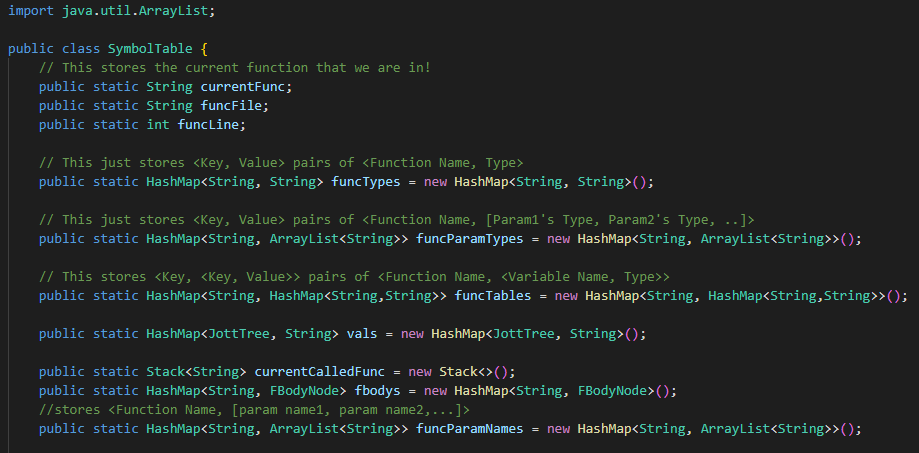 import java.util.ArrayList;
public class SymbolTable {
// This stores the current function that we are in!
public static String currentFunc;
public static String funcFile;
public static int funcLine;
// This just stores <Key, Value> pairs of <Function Name, Type>
public static HashMap<String, String> funcTypes = new HashMap<String, String>();
// This just stores <Key, Value> pairs of <Function Name, [Param1's Type, Param2's Type, ..]>
public static HashMap<String, ArrayList<String>> funcParamTypes = new HashMap<String, ArrayList<String>>();
// This stores <Key, <Key, Value>> pairs of <Function Name, <Variable Name, Type>>
public static HashMap<String, HashMap<String,String>> funcTables = new HashMap<String, HashMap<String,String>>();
public static HashMap<JottTree, String> vals = new HashMap<JottTree, String>();
public static Stack<String> currentCalledFunc = new Stack<>();
public static HashMap<String, FBodyNode> fbodys = new HashMap<String, FBodyNode>();
//stores <Function Name, [param name1, param name2,...]>
public static HashMap<String, ArrayList<String>> funcParamNames = new HashMap<String, ArrayList<String>>();